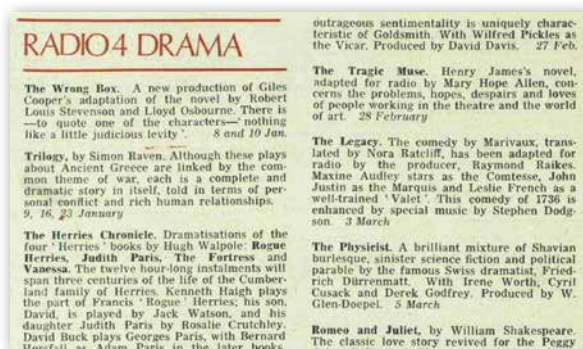 RADIO 4 DRAMA
The Wrong Box. A new production of Giles
Cooper's adaptation of the novel by Robert
Louis Stevenson and Lloyd Osbourne. There is
—to quote one of the characters—' nothing
like a little judicious levity '. 8 and 10 Jan.
Trilogy, by Simon Raven. Although these plays
about Ancient Greece are linked by the com-
mon theme of war, each is a complete and
dramatic story in itself, told in terms of per-
sonal conflict and rich human relationships.
9, 16, 23 January
The Herries Chronicle. Dramatisations of the
four ' Herries ' books by Hugh Walpole: Rogue
Herries, Judith Paris, The Fortress and
Vanessa. The twelve hour-long instalments will
span three centuries of the life of the Cumber-
land family of Herries. Kenneth Haigh plays
the part of Francis ' Rogue ' Herries; his son,
David, is played by Jack Watson, and his
daughter Judith Paris by Rosalie Crutchley.
David Buck plays Georges Paris, with Bernard
Horsfall as Adam Paris in the later books.
outrageous sentimentality is uniquely charac-
teristic of Goldsmith. With Wilfred Pickles as
the Vicar. Produced by David Davis. 27 Feb.
The Tragic Muse. Henry James's novel,
adapted for radio by Mary Hope Allen, con-
cerns the problems, hopes, despairs and loves
of people working in the theatre and the world
of art. 28 February
The Legacy. The comedy by Marivaux, trans-
lated by Nora Ratcliff, has been adapted for
radio by the producer, Raymond Raikes.
Maxine Audley stars as the Comtesse, John
Justin as the Marquis and Leslie French as a
well-trained ' Valet '. This comedy of 1736 is
enhanced by special music by Stephen Dodg-
son. 3 March
The Physicist. A brilliant mixture of Shavian
burlesque, sinister science fiction and political
parable by the famous Swiss dramatist, Fried-
rich Dürrenmatt. With Irene Worth, Cyril
Cusack and Derek Godfrey. Produced by W.
Glen-Doepel. 5 March
Romeo and Juliet, by William Shakespeare.
The classic love story revived for the Peggy